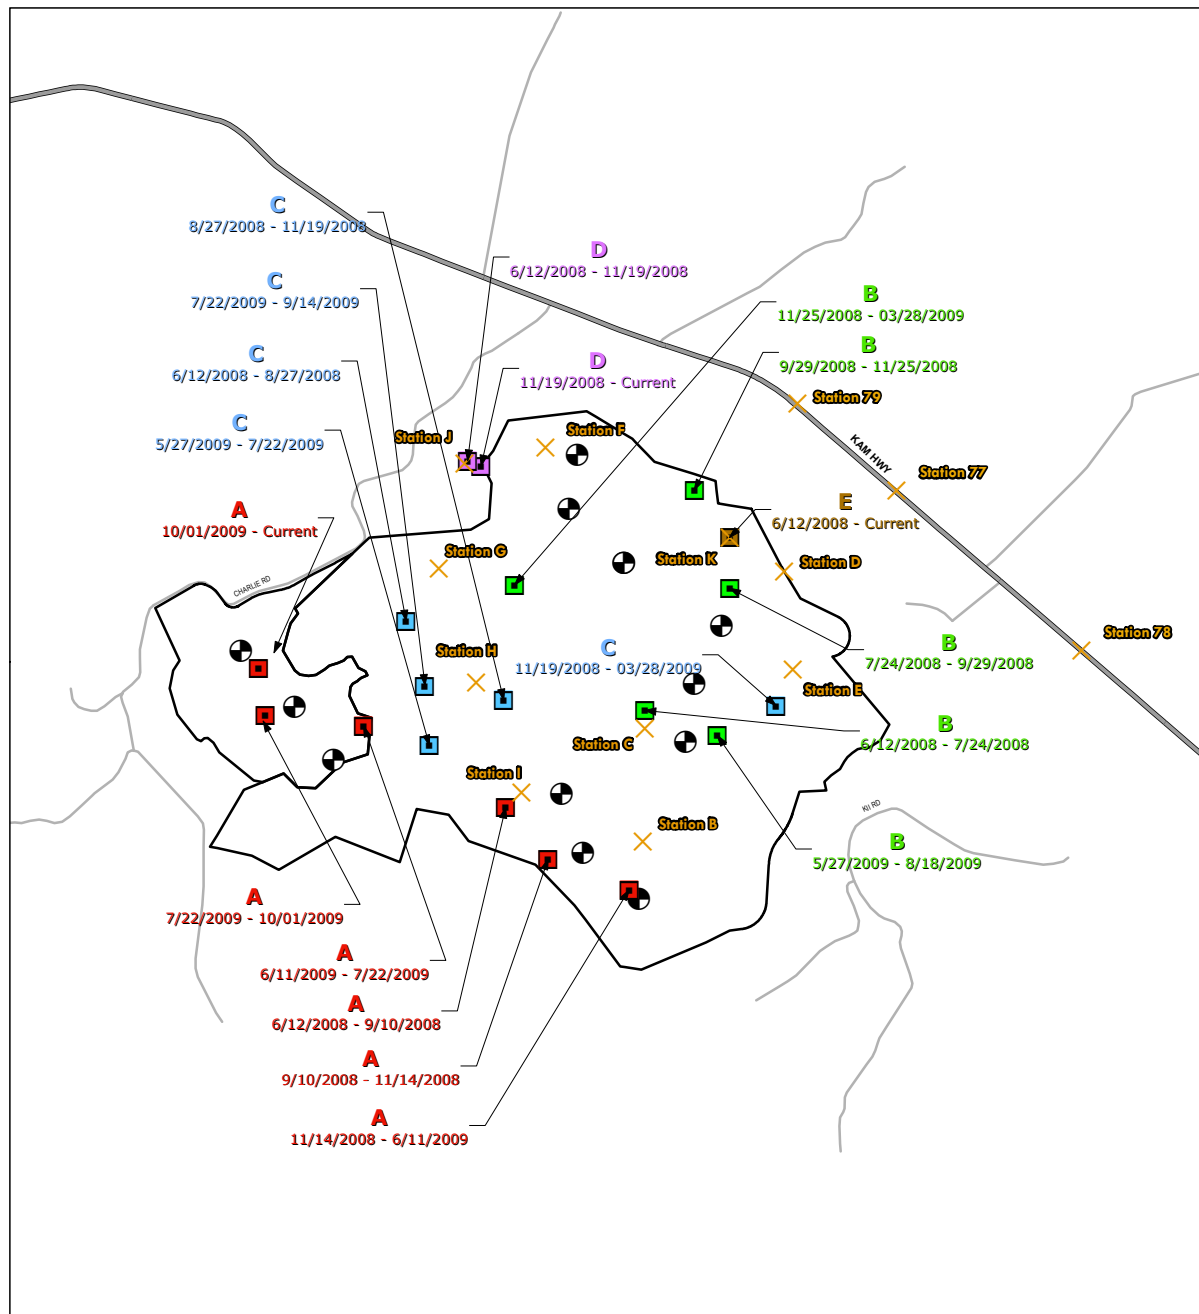 C
8/27/2008 - 11/19/2008
D
6/12/2008 - 11/19/2008
C
7/22/2009 - 9/14/2009
B
11/25/2008 - 03/28/2009
B
9/29/2008 - 11/25/2008
C
6/12/2008 - 8/27/2008
D
11/19/2008 - Current
Station 79
C
5/27/2009 - 7/22/2009
Station J
Station F
KAM HWY
Station 77
A
10/01/2009 - Current
E
6/12/2008 - Current
Station G
Station K
Station D
CHARLIE RD
Station H
C
11/19/2008 - 03/28/2009
B
7/24/2008 - 9/29/2008
Station 78
Station E
Station C
B
6/12/2008 - 7/24/2008
Station I
KII RD
Station B
B
5/27/2009 - 8/18/2009
A
7/22/2009 - 10/01/2009
A
6/11/2009 - 7/22/2009
A
6/12/2008 - 9/10/2008
A
9/10/2008 - 11/14/2008
A
11/14/2008 - 6/11/2009